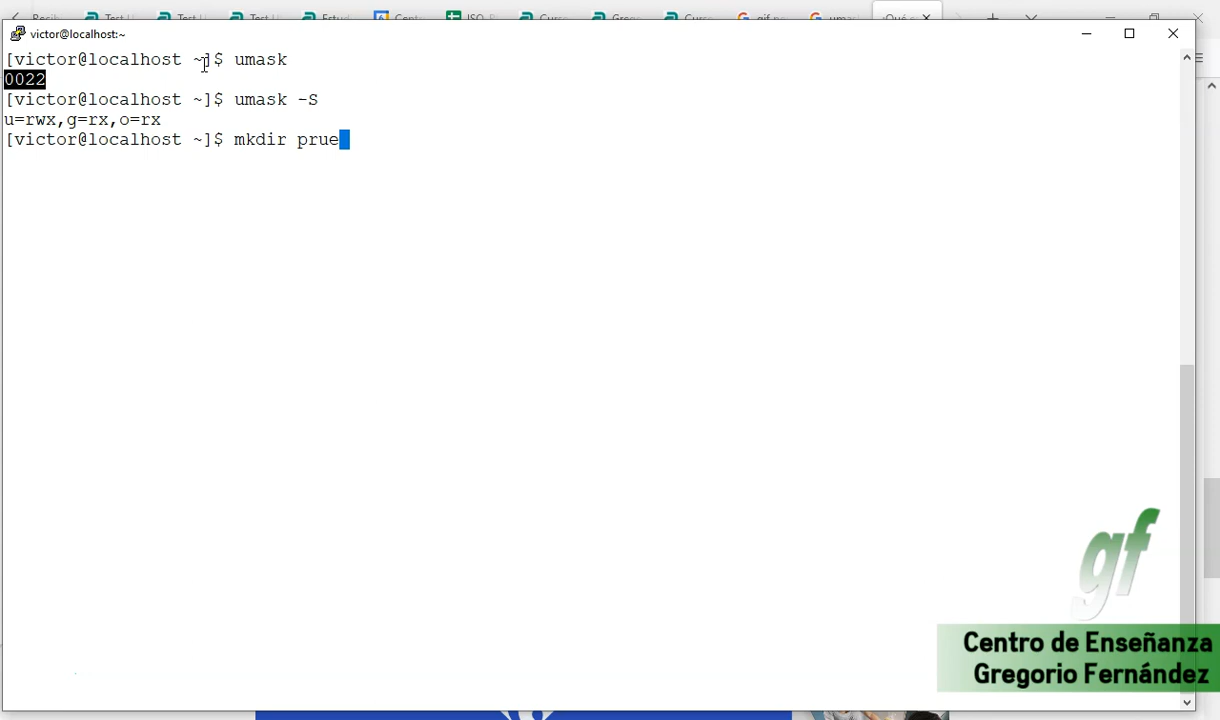 victor@localhost:~
[victor@localhost ~]$ umask
0022
[victor@localhost ~]$ umask -S
u=rwx,g=rx,o=rx
[victor@localhost ~]$ mkdir prue
gf
Centro de Enseñanza
Gregorio Fernández